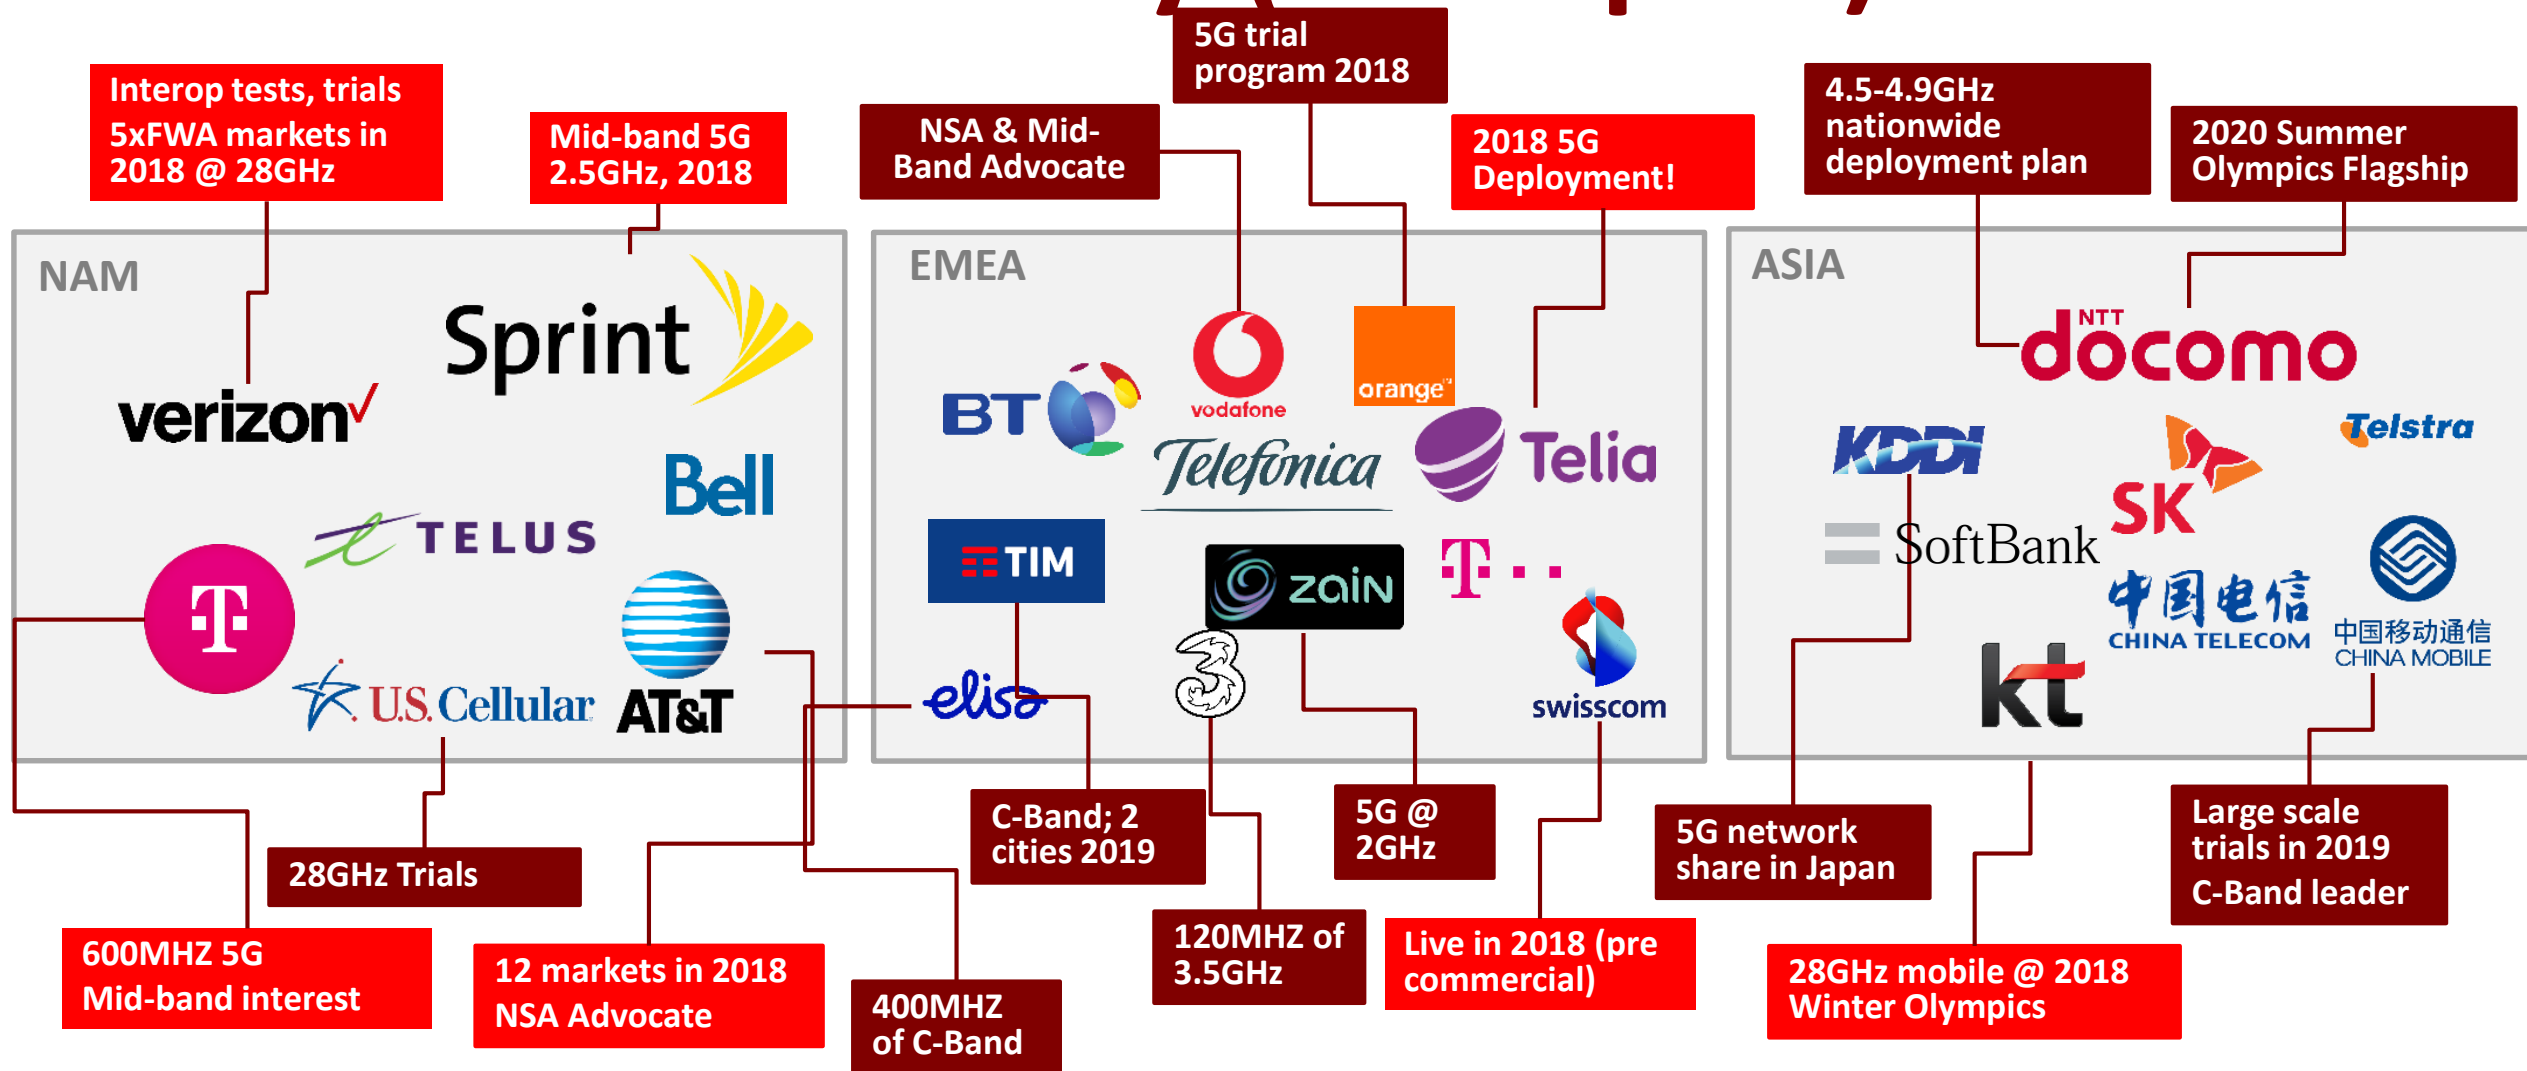 5G trial
program 2018
Interop tests, trials
5xFWA markets in
2018 @ 28GHz
Mid-band 5G
2.5GHz, 2018
NSA & Mid-
Band Advocate
2018 5G
Deployment!
4.5-4.9GHz
nationwide
deployment plan
2020 Summer
Olympics Flagship
NAM
Sprint
verizon
Bell
TELUS
T
U.S. Cellular
AT&T
EMEA
vodafone
orange™
BT
Telefónica
Telia
TIM
zain
T
elisa
3
swisscom
ASIA
NTT
döcomo
KDDI
SK
Telstra
SoftBank
中国电信
CHINA TELECOM
中国移动通信
CHINA MOBILE
kt
28GHz Trials
600MHZ 5G
Mid-band interest
12 markets in 2018
NSA Advocate
400MHZ
of C-Band
C-Band; 2
cities 2019
120MHZ of
3.5GHz
5G @
2GHz
Live in 2018 (pre
commercial)
5G network
share in Japan
28GHz mobile @ 2018
Winter Olympics
Large scale
trials in 2019
C-Band leader